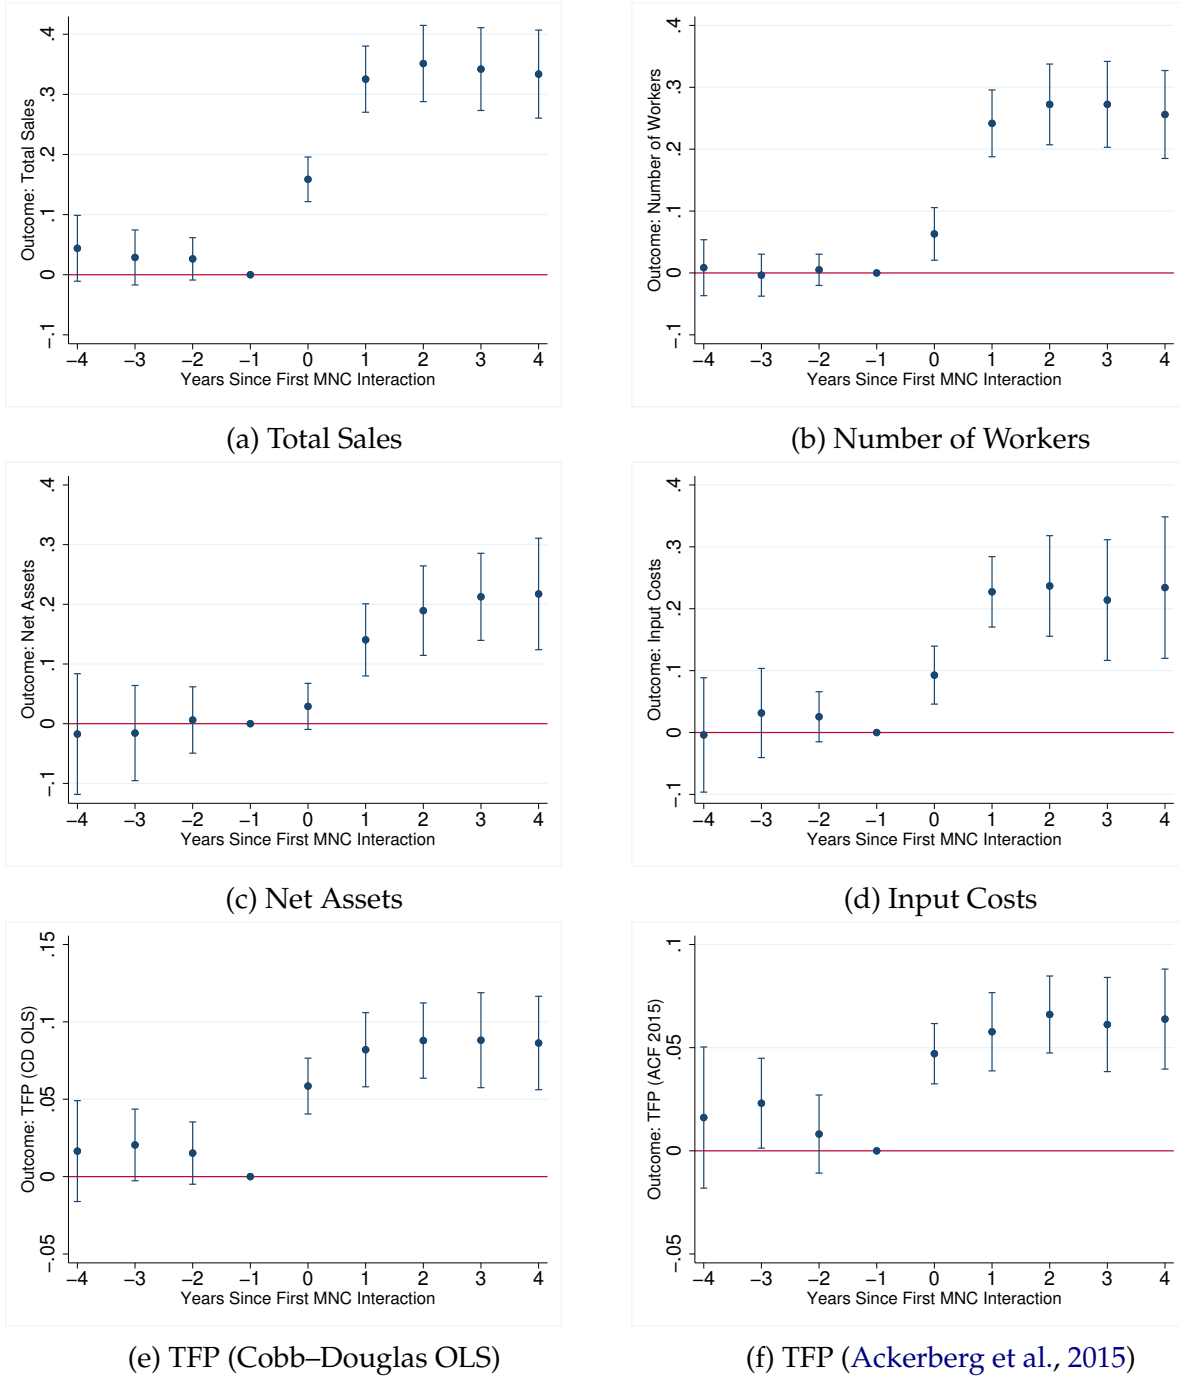 Outcome: Total Sales
.4
.3
.2
.1
0
−.1
−4 −3 −2 −1 0 1 2 3 4
Years Since First MNC Interaction
(a) Total Sales
Outcome: Number of Workers
.4
.3
.2
.1
0
−.1
−4 −3 −2 −1 0 1 2 3 4
Years Since First MNC Interaction
(b) Number of Workers
Outcome: Net Assets
.4
.3
.2
.1
0
−.1
−4 −3 −2 −1 0 1 2 3 4
Years Since First MNC Interaction
(c) Net Assets
Outcome: Input Costs
.4
.3
.2
.1
0
−.1
−4 −3 −2 −1 0 1 2 3 4
Years Since First MNC Interaction
(d) Input Costs
Outcome: TFP (CD OLS)
.15
.1
.05
0
−.05
−4 −3 −2 −1 0 1 2 3 4
Years Since First MNC Interaction
(e) TFP (Cobb–Douglas OLS)
Outcome: TFP (ACF 2015)
.1
.05
0
−.05
−4 −3 −2 −1 0 1 2 3 4
Years Since First MNC Interaction
(f) TFP (Ackerberg et al., 2015)